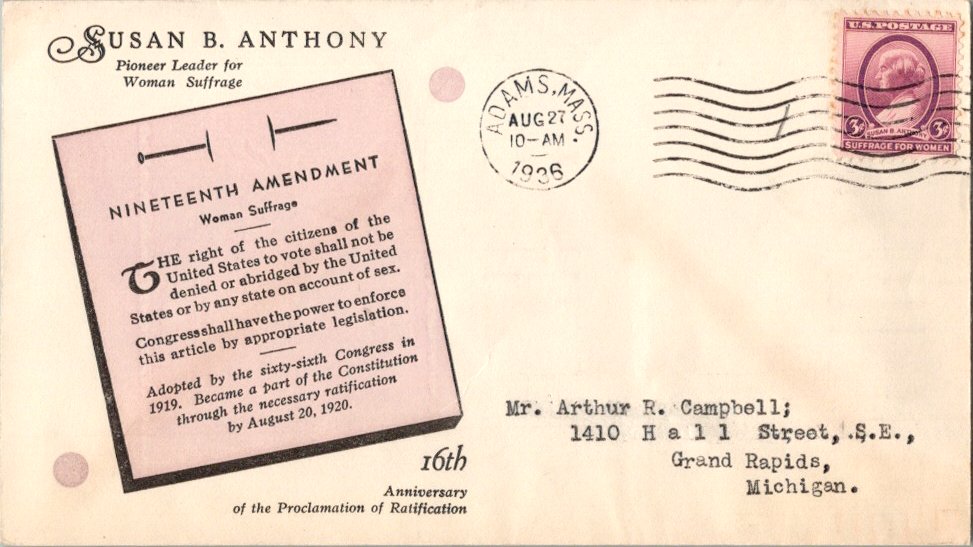 SUSAN B. ANTHONY
Pioneer Leader for
Woman Suffrage
NINETEENTH AMENDMENT
Woman Suffrage
THE right of the citizens of the
United States to vote shall not be
denied or abridged by the United
States or by any state on account of sex.
Congress shall have the power to enforce
this article by appropriate legislation.
Adopted by the sixty-sixth Congress in
1919. Became a part of the Constitution
through the necessary ratification
by August 20, 1920.
16th
Anniversary
of the Proclamation of Ratification
ADAMS, MASS.
AUG 27
10-AM
1936
U.S. POSTAGE
3¢ SUSAN B. ANTHONY 3¢
SUFFRAGE FOR WOMEN
Mr. Arthur R. Campbell;
1410 H a l l Street, S.E.,
Grand Rapids,
Michigan.